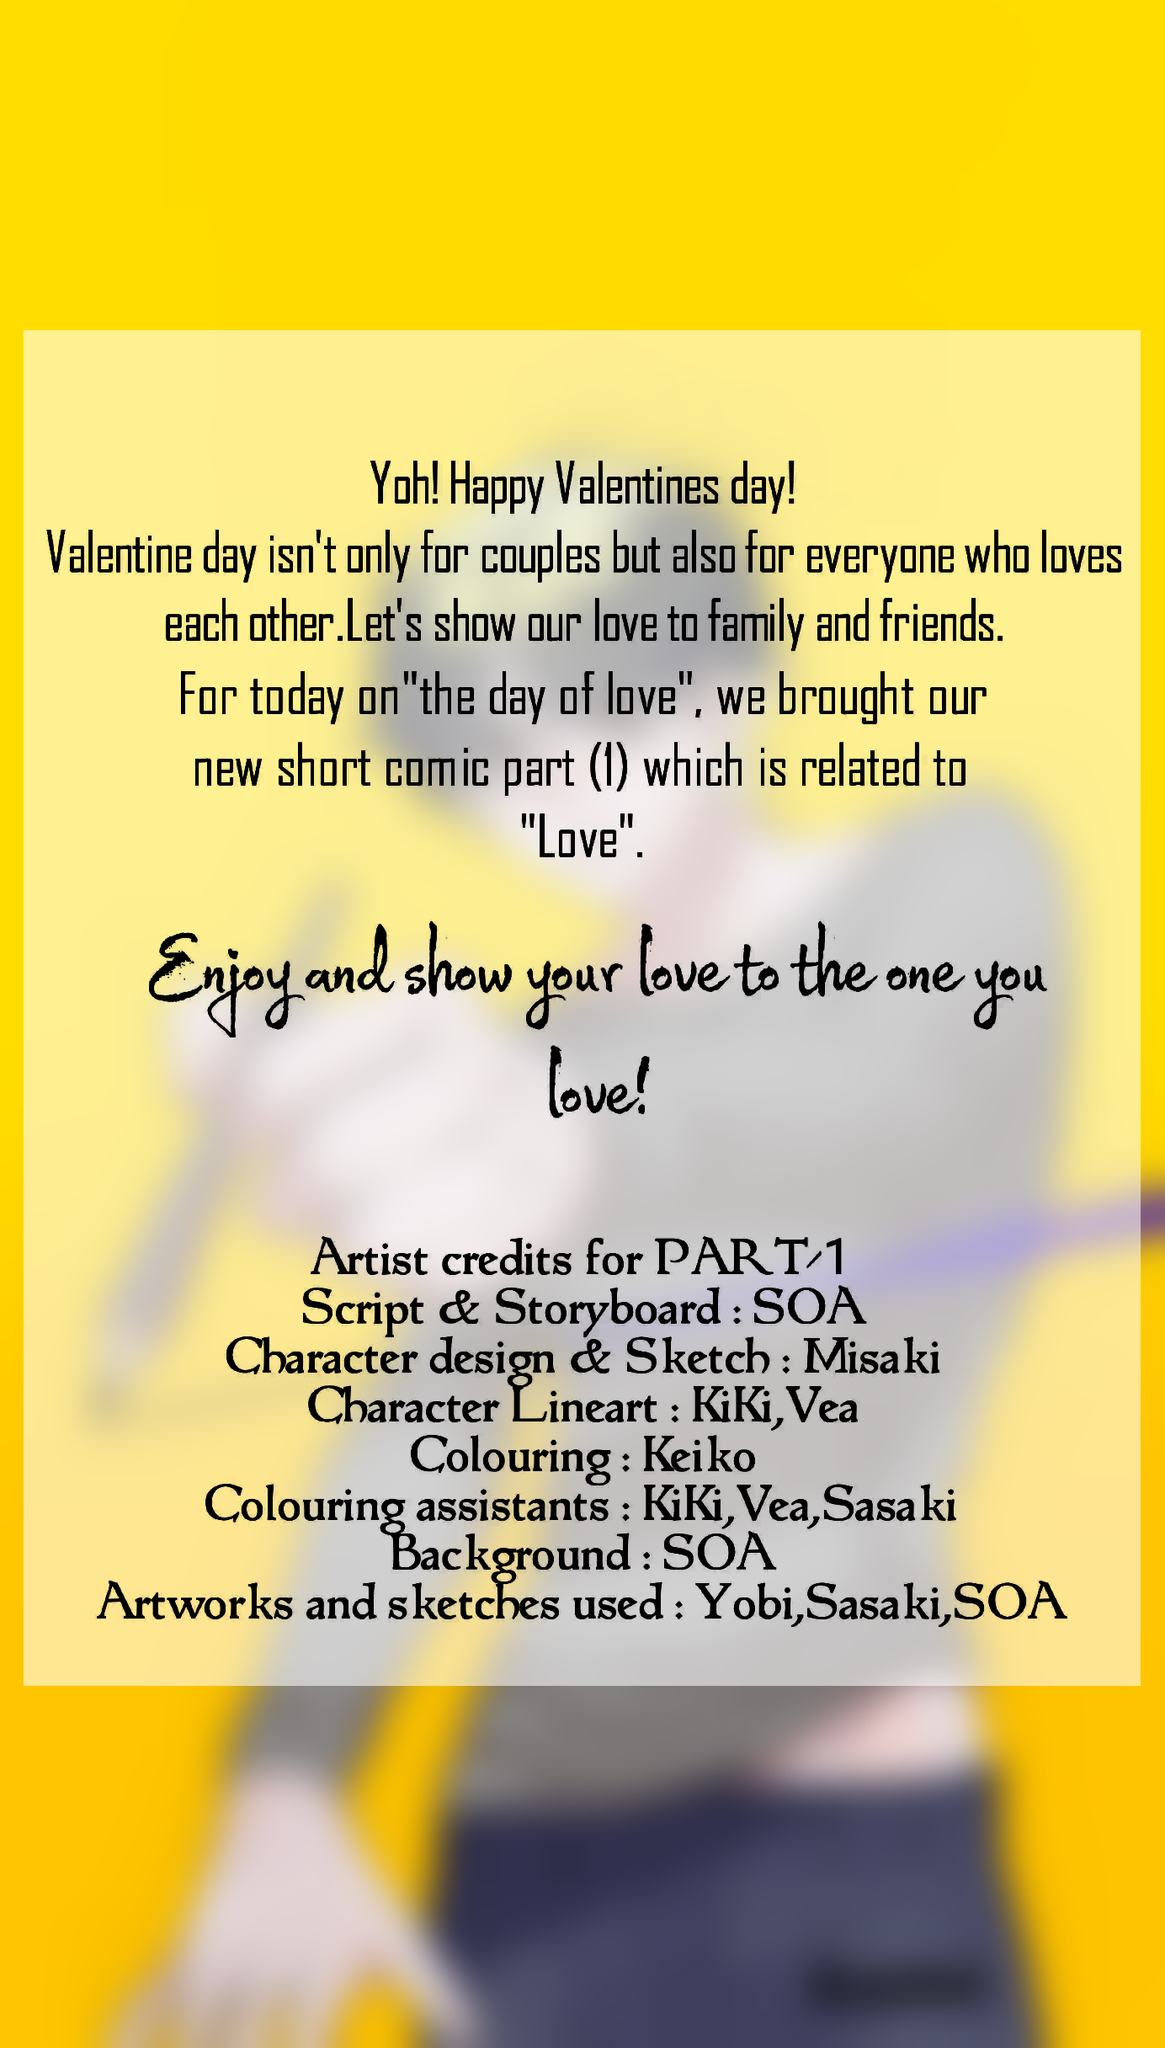 Yoh! Happy Valentines day!
Valentine day isn't only for couples but also for everyone who loves
each other.Let's show our love to family and friends.
For today on"the day of love", we brought our
new short comic part (1) which is related to
"Love".
Enjoy and show your love to the one you
love!
Artist credits for PART-1
Script & Storyboard : SOA
Character design & Sketch : Misaki
Character Lineart : KiKi,Vea
Colouring : Keiko
Colouring assistants : KiKi,Vea,Sasaki
Background : SOA
Artworks and sketches used : Yobi,Sasaki,SOA